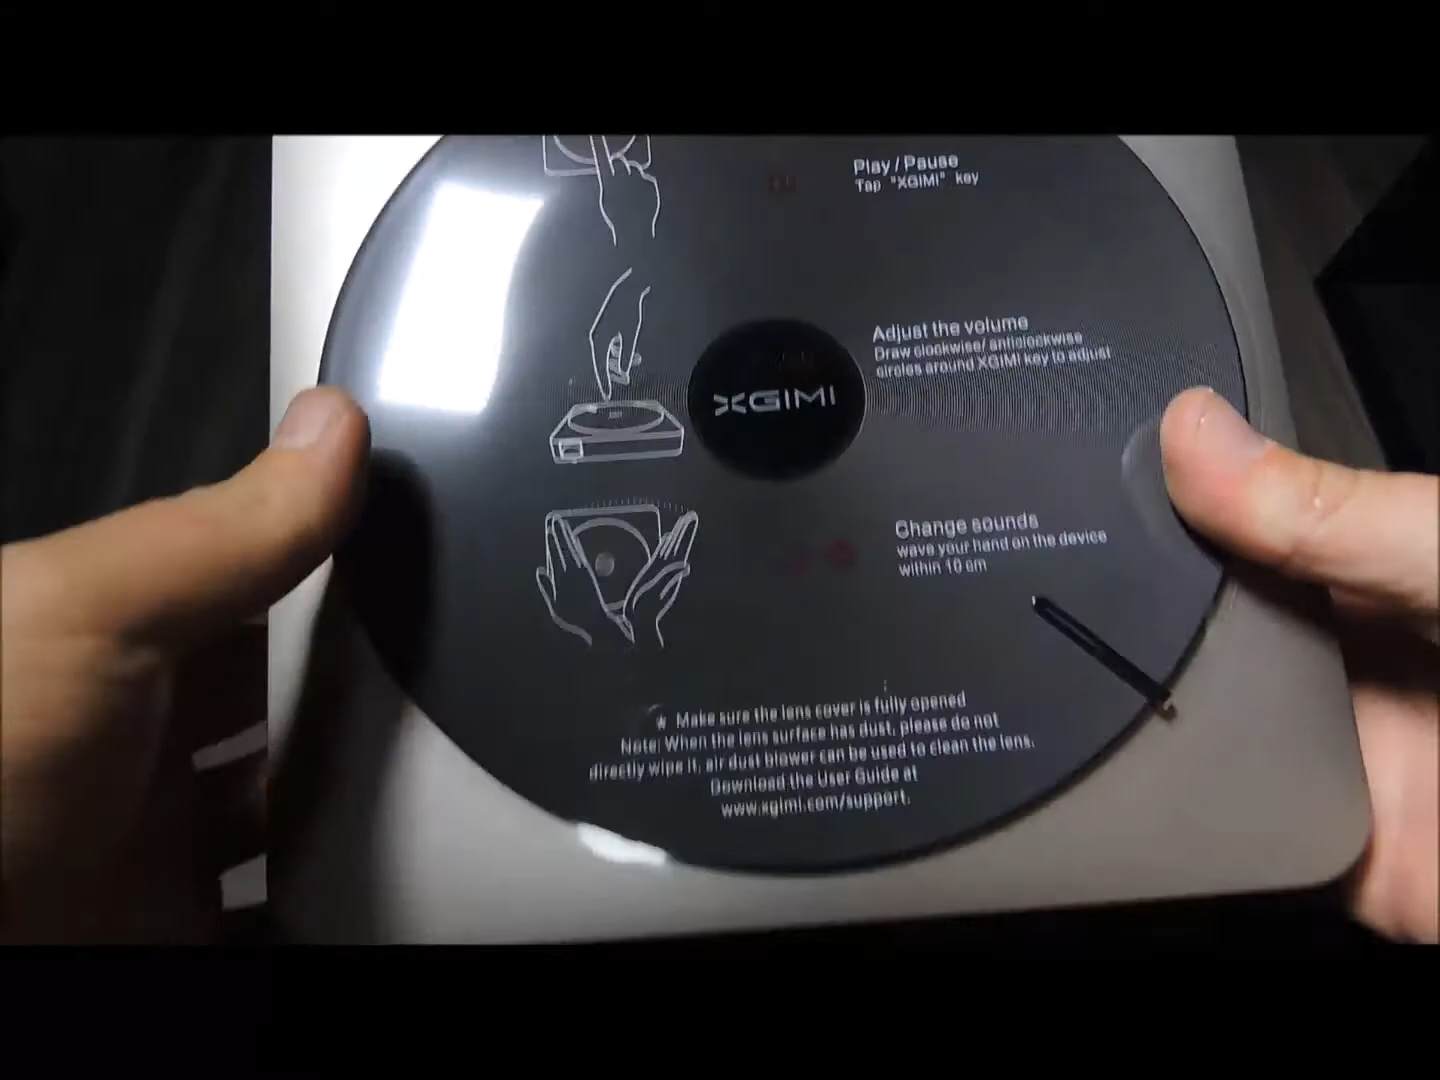 Play / Pause
Tap "XGIMI" key
Adjust the volume
Draw clockwise/ anticlockwise
circles around XGIMI key to adjust
XGIMI
Change sounds
wave your hand on the device
within 10 cm
★ Make sure the lens cover is fully opened
Note: When the lens surface has dust, please do not
directly wipe it, air dust blower can be used to clean the lens.
Download the User Guide at
www.xgimi.com/support.